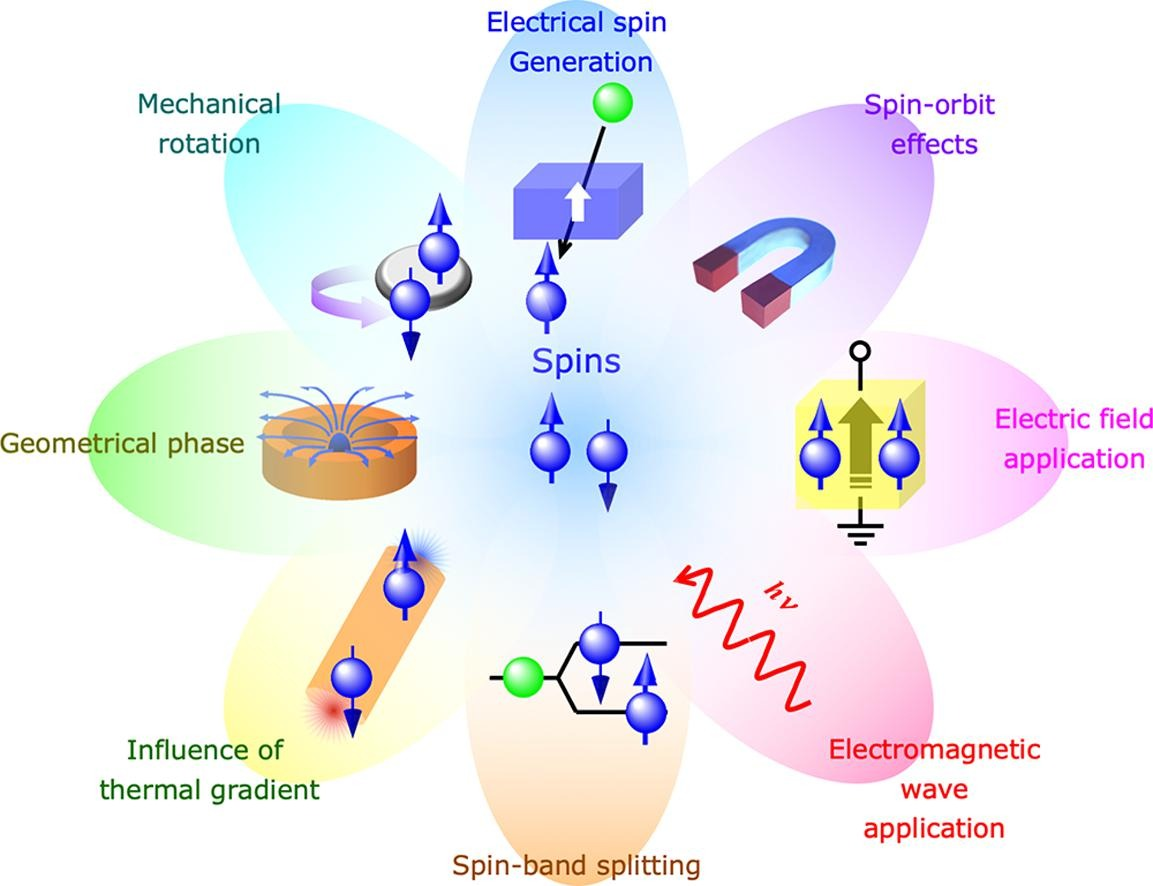 Electrical spin
Generation
Mechanical
rotation
Spin-orbit
effects
Spins
Geometrical phase
Electric field
application
hν
Influence of
thermal gradient
Electromagnetic
wave
application
Spin-band splitting